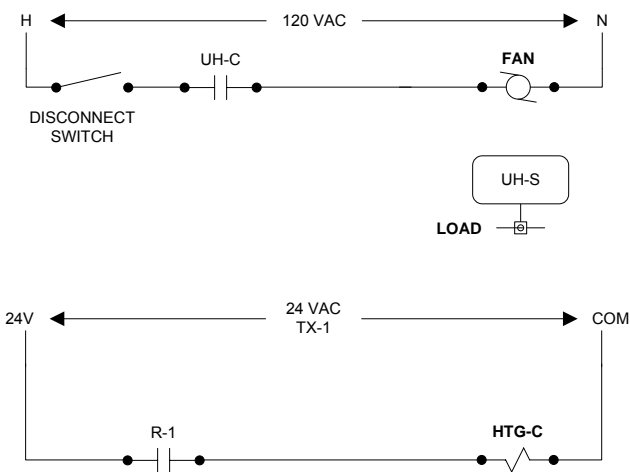 H 120 VAC N
UH-C FAN
DISCONNECT
SWITCH
UH-S
LOAD
24V 24 VAC COM
TX-1
R-1 HTG-C